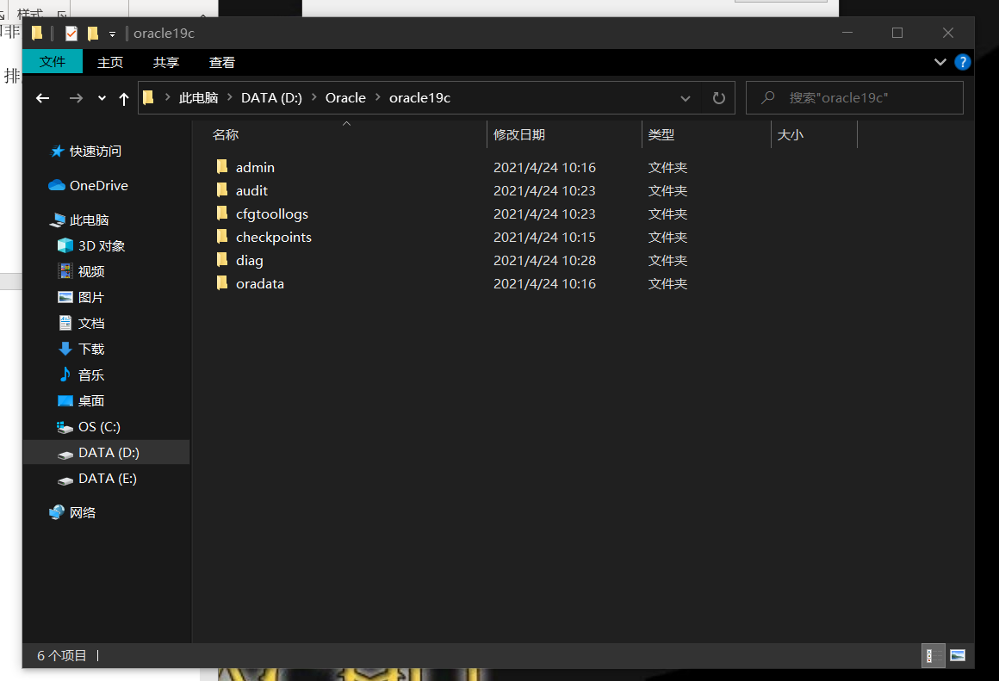 样式
非
排
oracle19c
文件 主页 共享 查看
此电脑 DATA (D:) Oracle oracle19c
搜索"oracle19c"
名称 修改日期 类型 大小
快速访问
OneDrive
此电脑
3D 对象
视频
图片
文档
下载
音乐
桌面
OS (C:)
DATA (D:)
DATA (E:)
网络
admin 2021/4/24 10:16 文件夹
audit 2021/4/24 10:23 文件夹
cfgtoollogs 2021/4/24 10:23 文件夹
checkpoints 2021/4/24 10:15 文件夹
diag 2021/4/24 10:28 文件夹
oradata 2021/4/24 10:16 文件夹
6 个项目